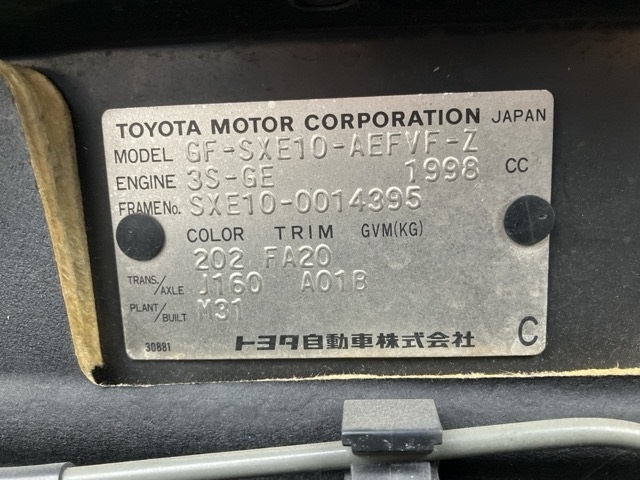 TOYOTA MOTOR CORPORATION JAPAN
MODEL GF-SXE10-AEFVF-Z
ENGINE 3S-GE 1998 CC
FRAME No. SXE10-0014395
COLOR TRIM GVM(KG)
202 FA20
TRANS./AXLE J160 A01B
PLANT/BUILT M31
30881 トヨタ自動車株式会社 C